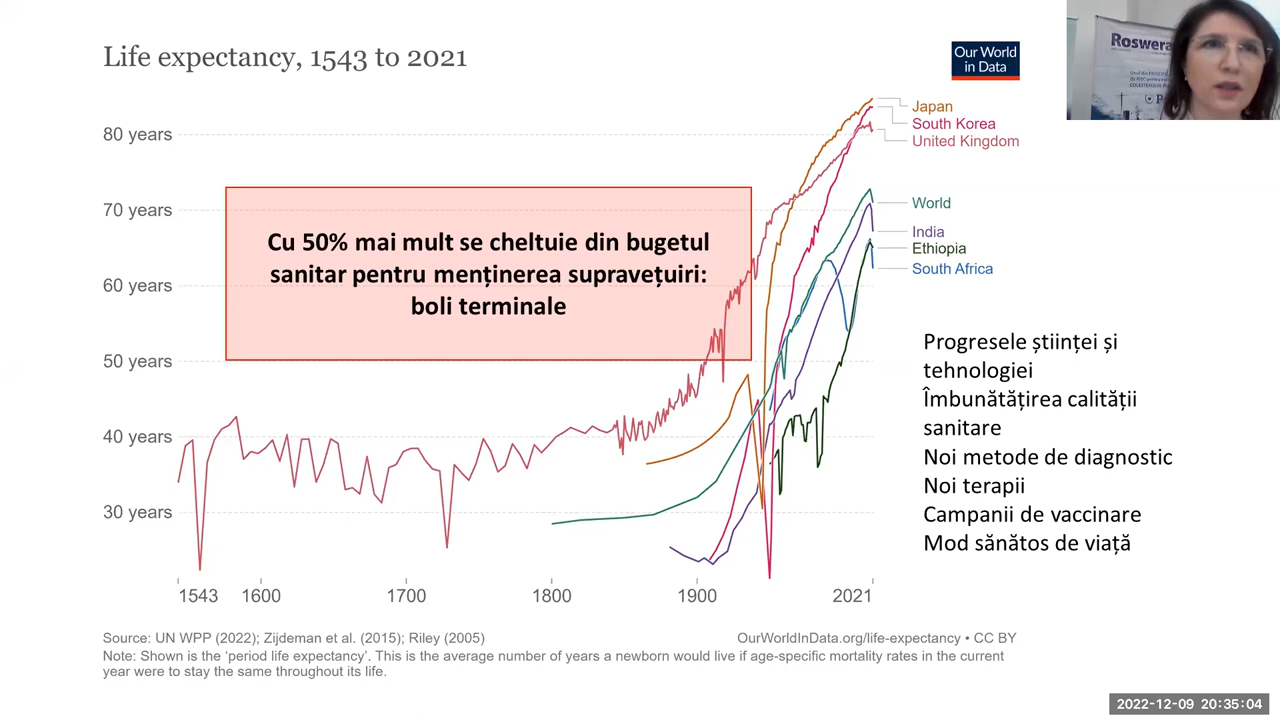 Life expectancy, 1543 to 2021
Our World
in Data
Roswera
80 years
70 years
60 years
50 years
40 years
30 years
Japan
South Korea
United Kingdom
World
India
Ethiopia
South Africa
Cu 50% mai mult se cheltuie din bugetul
sanitar pentru menținerea supravețuiri:
boli terminale
Progresele științei și
tehnologiei
Îmbunătățirea calității
sanitare
Noi metode de diagnostic
Noi terapii
Campanii de vaccinare
Mod sănătos de viață
1543
1600
1700
1800
1900
2021
Source: UN WPP (2022); Zijdeman et al. (2015); Riley (2005)
OurWorldInData.org/life-expectancy • CC BY
Note: Shown is the 'period life expectancy'. This is the average number of years a newborn would live if age-specific mortality rates in the current
year were to stay the same throughout its life.
2022-12-09 20:35:04